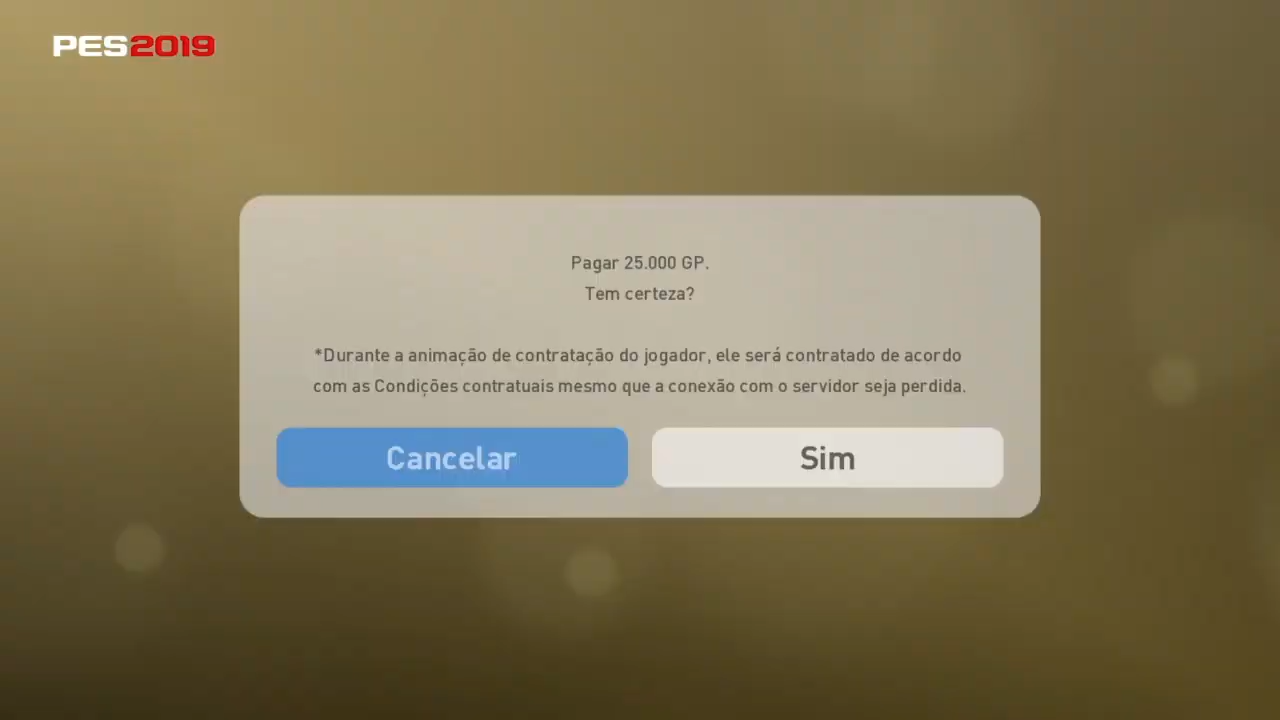 PES2019
Pagar 25.000 GP.
Tem certeza?
*Durante a animação de contratação do jogador, ele será contratado de acordo
com as Condições contratuais mesmo que a conexão com o servidor seja perdida.
Cancelar
Sim